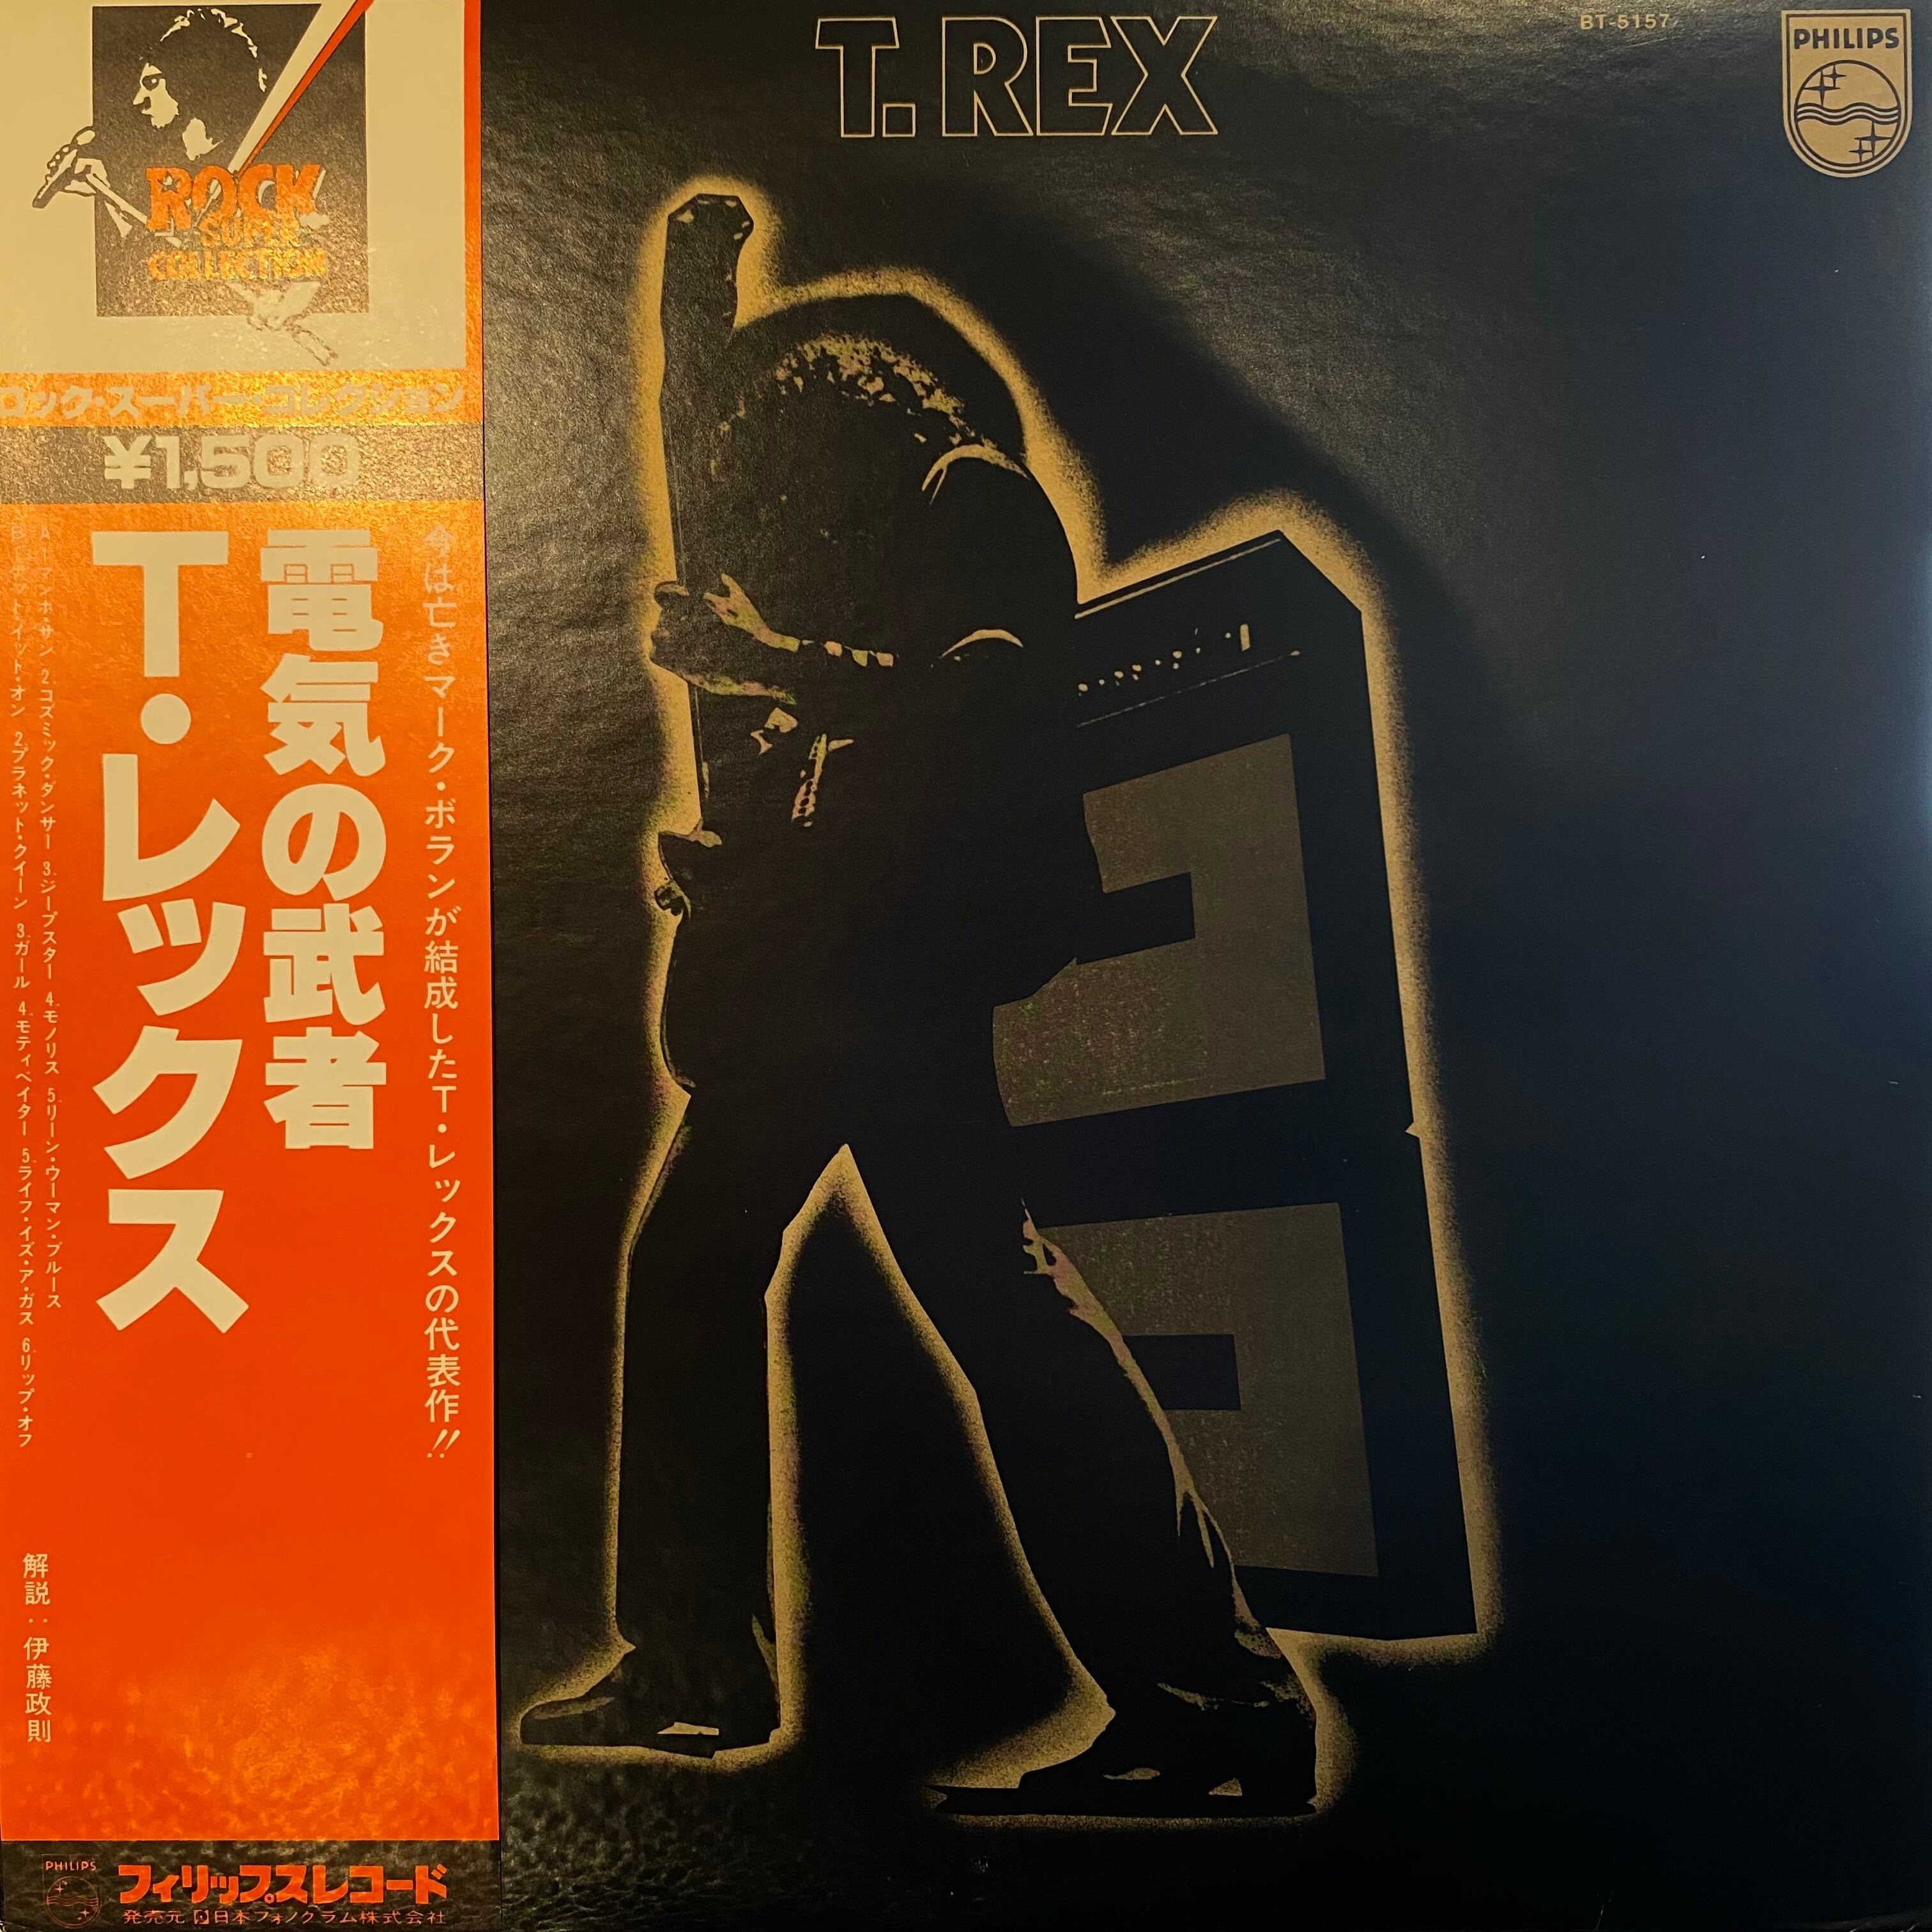 T. REX
BT-5157
PHILIPS
ROCK
SUPER
COLLECTION
ロック・スーパー・コレクション
¥1,500
今は亡きマーク・ボランが結成したT・レックスの代表作!!
電気の武者
T・レックス
A 1.マンボ・サン 2.コズミック・ダンサー 3.ジープスター 4.モノリス 5.リーン・ウーマン・ブルース
B 1.ゲット・イット・オン 2.プラネット・クイーン 3.ガール 4.モティベイター 5.ライフ・イズ・ア・ガス 6.リップ・オフ
解説:伊藤政則
PHILIPS
フィリップスレコード
発売元 日本フォノグラム株式会社